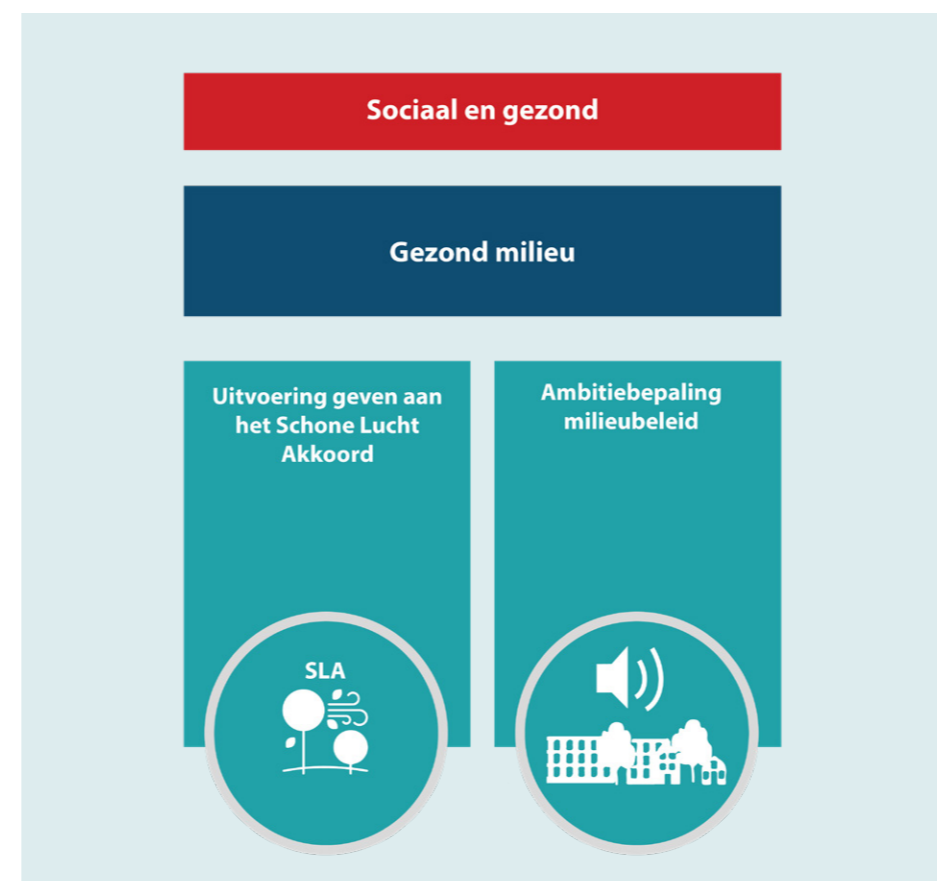 Sociaal en gezond
Gezond milieu
Uitvoering geven aan
het Schone Lucht
Akkoord
Ambitiebepaling
milieubeleid
SLA